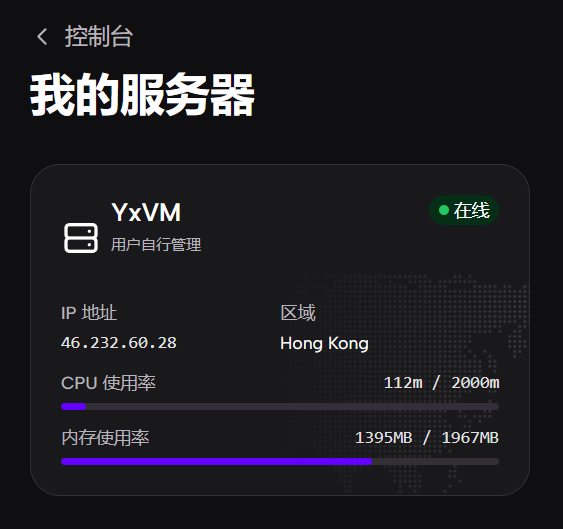 控制台
我的服务器
YxVM
在线
用户自行管理
IP 地址
区域
46.232.60.28
Hong Kong
CPU 使用率
112m / 2000m
内存使用率
1395MB / 1967MB